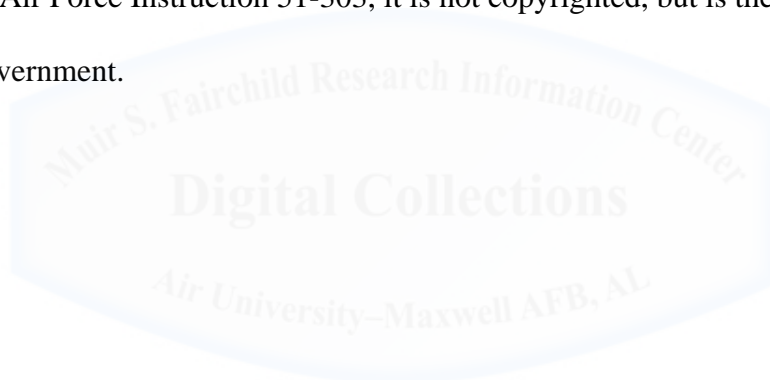 Air Force Instruction 51-303, it is not copyrighted, but is the
vernment.
Muir S. Fairchild Research Information Center
Digital Collections
Air University–Maxwell AFB, AL